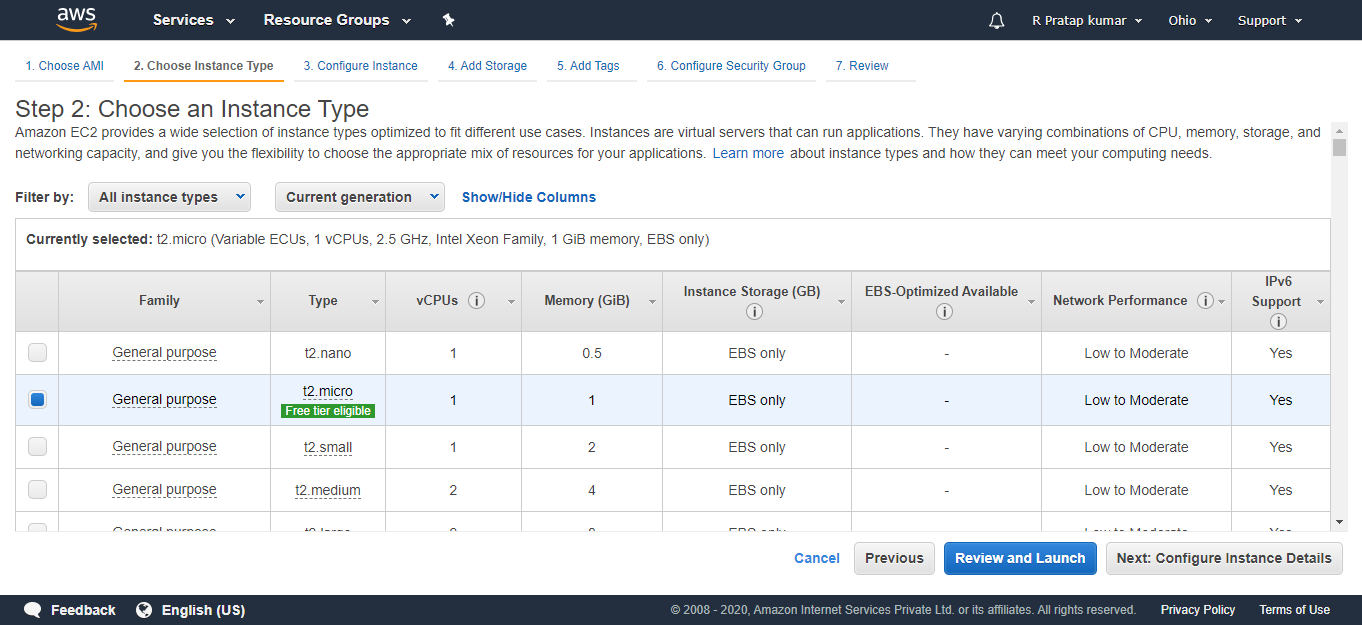 aws Services Resource Groups R Pratap kumar Ohio Support
1. Choose AMI 2. Choose Instance Type 3. Configure Instance 4. Add Storage 5. Add Tags 6. Configure Security Group 7. Review
Step 2: Choose an Instance Type
Amazon EC2 provides a wide selection of instance types optimized to fit different use cases. Instances are virtual servers that can run applications. They have varying combinations of CPU, memory, storage, and
networking capacity, and give you the flexibility to choose the appropriate mix of resources for your applications. Learn more about instance types and how they can meet your computing needs.
Filter by: All instance types Current generation Show/Hide Columns
Currently selected: t2.micro (Variable ECUs, 1 vCPUs, 2.5 GHz, Intel Xeon Family, 1 GiB memory, EBS only)
Family Type vCPUs Memory (GiB) Instance Storage (GB) EBS-Optimized Available Network Performance IPv6
Support
General purpose t2.nano 1 0.5 EBS only - Low to Moderate Yes
General purpose t2.micro 1 1 EBS only - Low to Moderate Yes
Free tier eligible
General purpose t2.small 1 2 EBS only - Low to Moderate Yes
General purpose t2.medium 2 4 EBS only - Low to Moderate Yes
Cancel Previous Review and Launch Next: Configure Instance Details
Feedback English (US) © 2008 - 2020, Amazon Internet Services Private Ltd. or its affiliates. All rights reserved. Privacy Policy Terms of Use